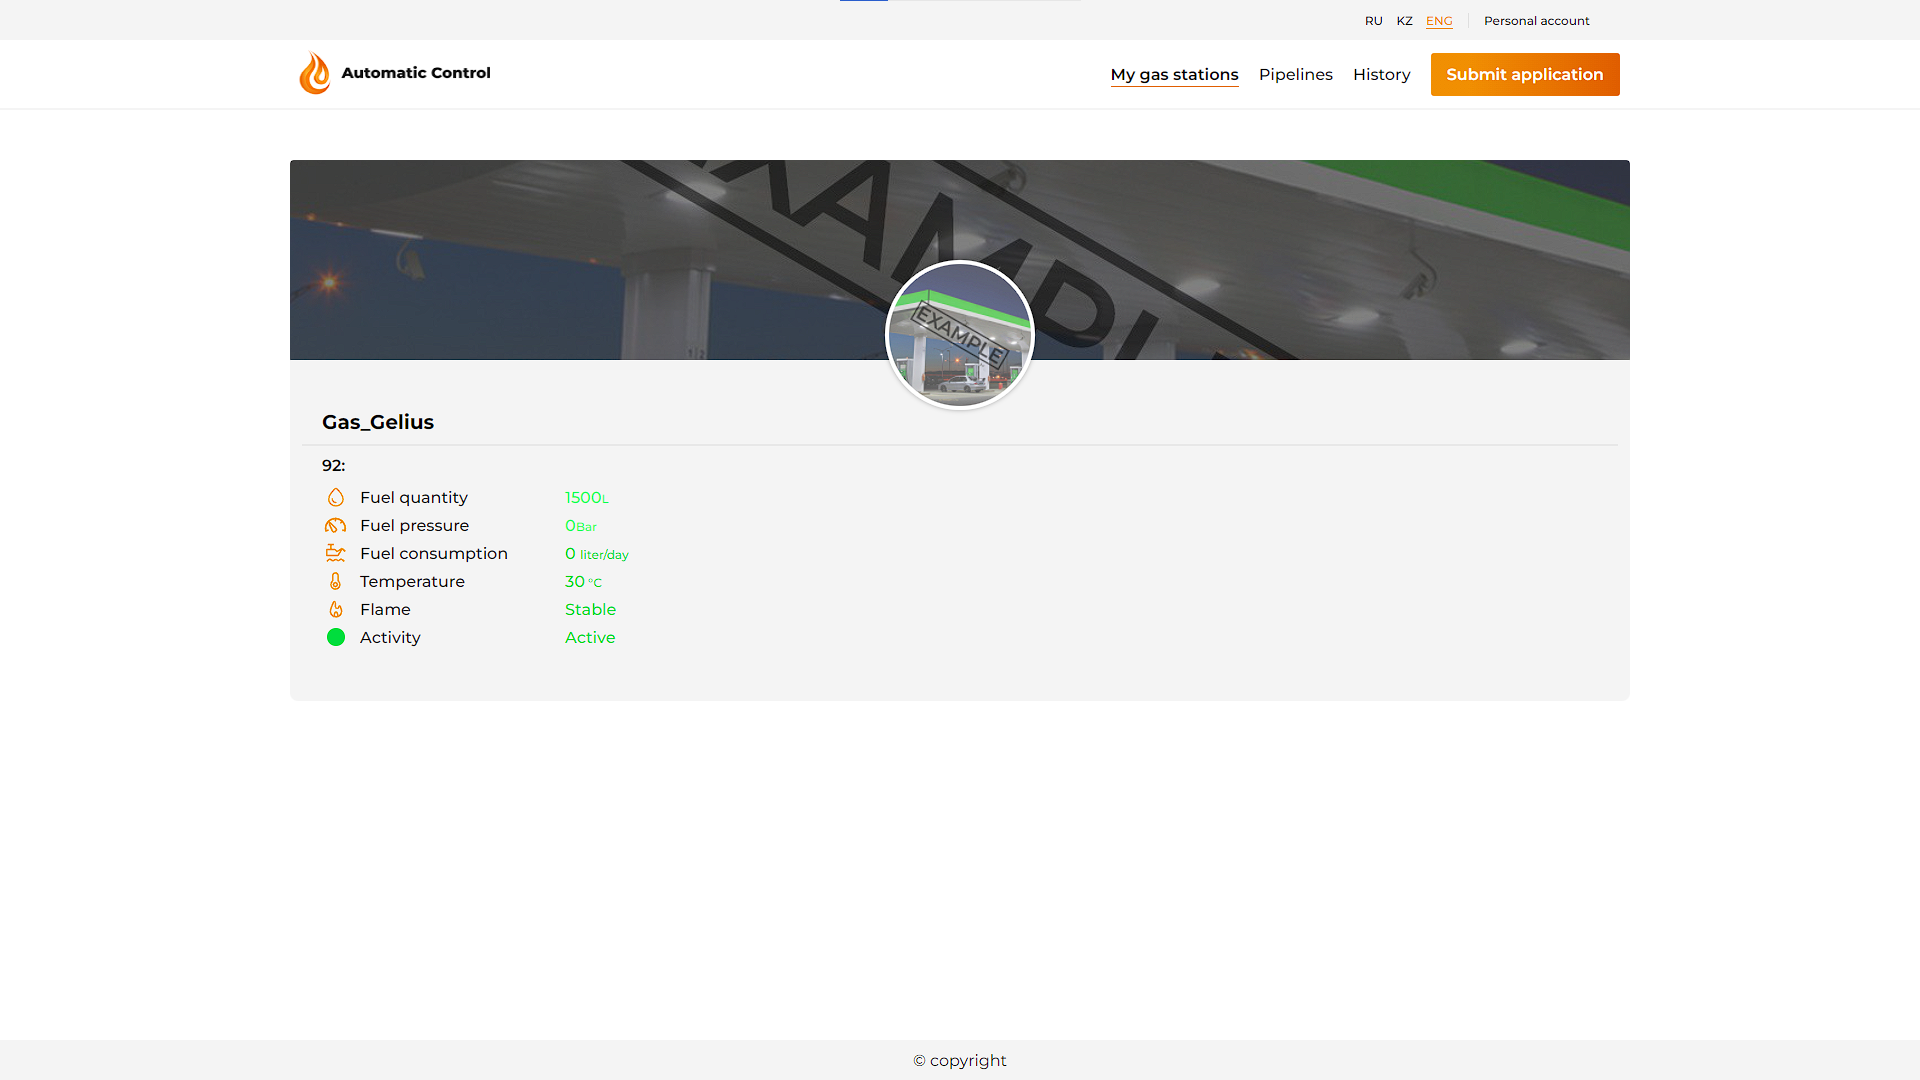 RU KZ ENG Personal account
Automatic Control
My gas stations Pipelines History Submit application
EXAMPL
EXAMPLE
Gas_Gelius
92:
Fuel quantity 1500L
Fuel pressure 0Bar
Fuel consumption 0 liter/day
Temperature 30 °C
Flame Stable
Activity Active
© copyright